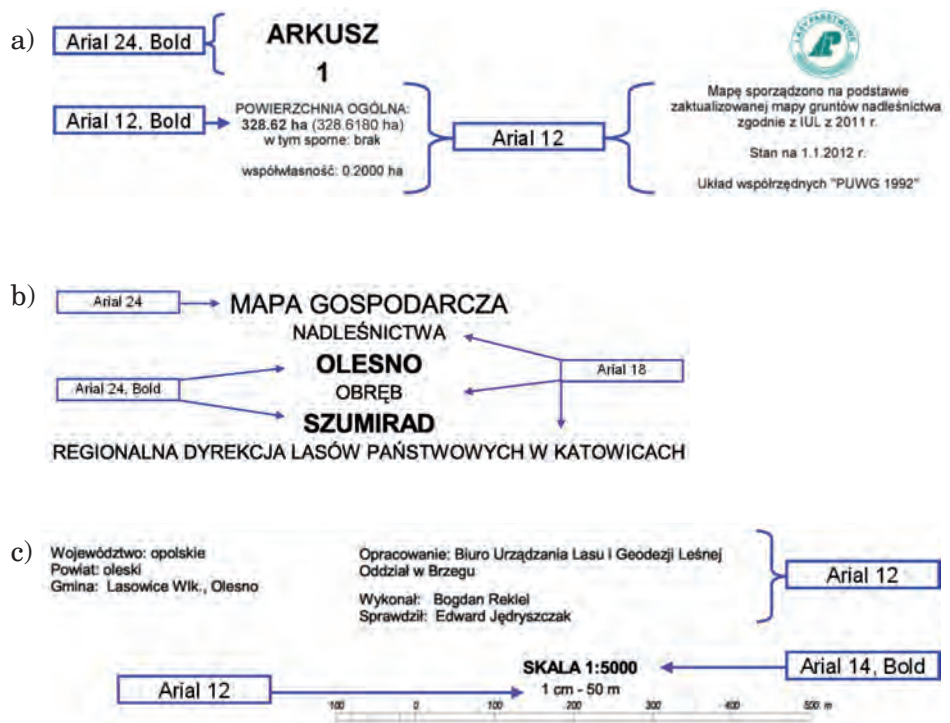 a)
Arial 24, Bold
ARKUSZ
1
Arial 12, Bold
POWIERZCHNIA OGÓLNA:
328.62 ha (328.6180 ha)
w tym sporne: brak
współwłasność: 0.2000 ha
Arial 12
LASY PAŃSTWOWE
Mapę sporządzono na podstawie
zaktualizowanej mapy gruntów nadleśnictwa
zgodnie z IUL z 2011 r.
Stan na 1.1.2012 r.
Układ współrzędnych "PUWG 1992"
b)
Arial 24
MAPA GOSPODARCZA
NADLEŚNICTWA
Arial 24, Bold
OLESNO
Arial 18
OBRĘB
SZUMIRAD
REGIONALNA DYREKCJA LASÓW PAŃSTWOWYCH W KATOWICACH
c)
Województwo: opolskie
Powiat: oleski
Gmina: Lasowice Wlk., Olesno
Opracowanie: Biuro Urządzania Lasu i Geodezji Leśnej
Oddział w Brzegu
Wykonał: Bogdan Rekiel
Sprawdził: Edward Jędryszczak
Arial 12
SKALA 1:5000
Arial 14, Bold
Arial 12
1 cm - 50 m
100 0 100 200 300 400 500 m